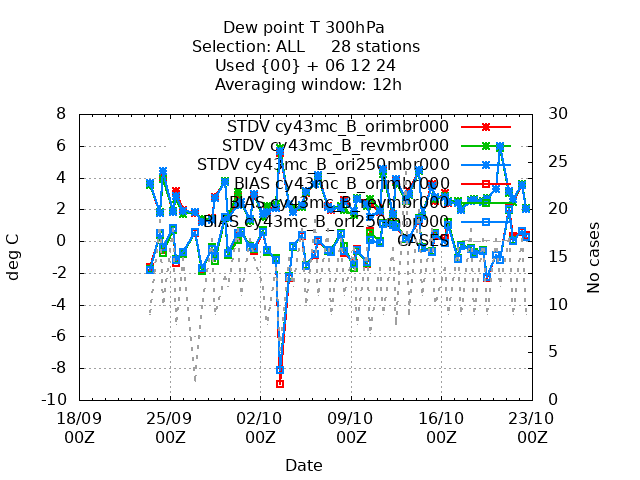 Dew point T 300hPa
Selection: ALL 28 stations
Used {00} + 06 12 24
Averaging window: 12h
8
6
4
2
0
-2
-4
-6
-8
-10
deg C
30
25
20
15
10
5
0
No cases
STDV cy43mc_B_orimbr000
STDV cy43mc_B_revmbr000
STDV cy43mc_B_ori250mbr000
BIAS cy43mc_B_orimbr000
BIAS cy43mc_B_revmbr000
BIAS cy43mc_B_ori250mbr000
CASES
18/09 25/09 02/10 09/10 16/10 23/10
00Z 00Z 00Z 00Z 00Z 00Z
Date